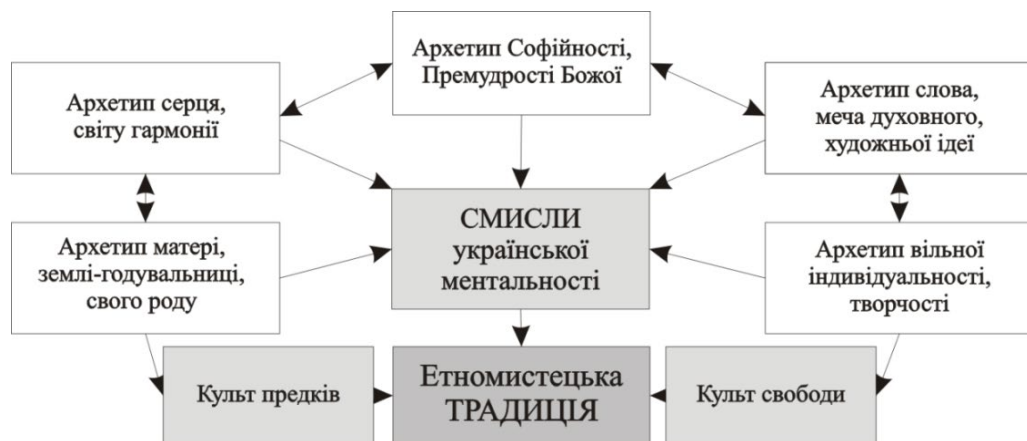 Архетип Софійності,
Премудрості Божої
Архетип серця,
світу гармонії
Архетип слова,
меча духовного,
художньої ідеї
СМИСЛИ
української
ментальності
Архетип матері,
землі-годувальниці,
свого роду
Архетип вільної
індивідуальності,
творчості
Культ предків
Етномистецька
ТРАДИЦІЯ
Культ свободи